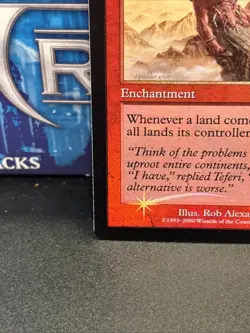 R
ACKS
Enchantment
Whenever a land come
all lands its controller
"Think of the problems
uproot entire continents,
"I have," replied Teferi, "
alternative is worse."
Illus. Rob Alexa
©1993-2000 Wizards of the Coast